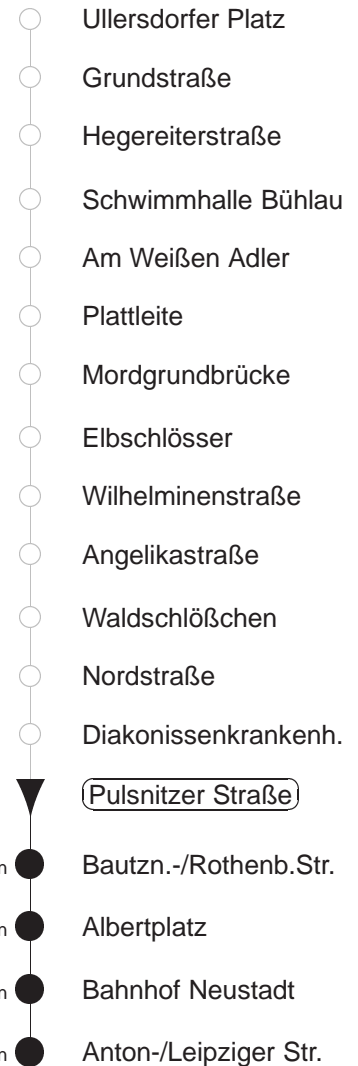 Ullersdorfer Platz
Grundstraße
Hegereiterstraße
Schwimmhalle Bühlau
Am Weißen Adler
Plattleite
Mordgrundbrücke
Elbschlösser
Wilhelminenstraße
Angelikastraße
Waldschlößchen
Nordstraße
Diakonissenkrankenh.
Pulsnitzer Straße
Bautzn.-/Rothenb.Str.
Albertplatz
Bahnhof Neustadt
Anton-/Leipziger Str.